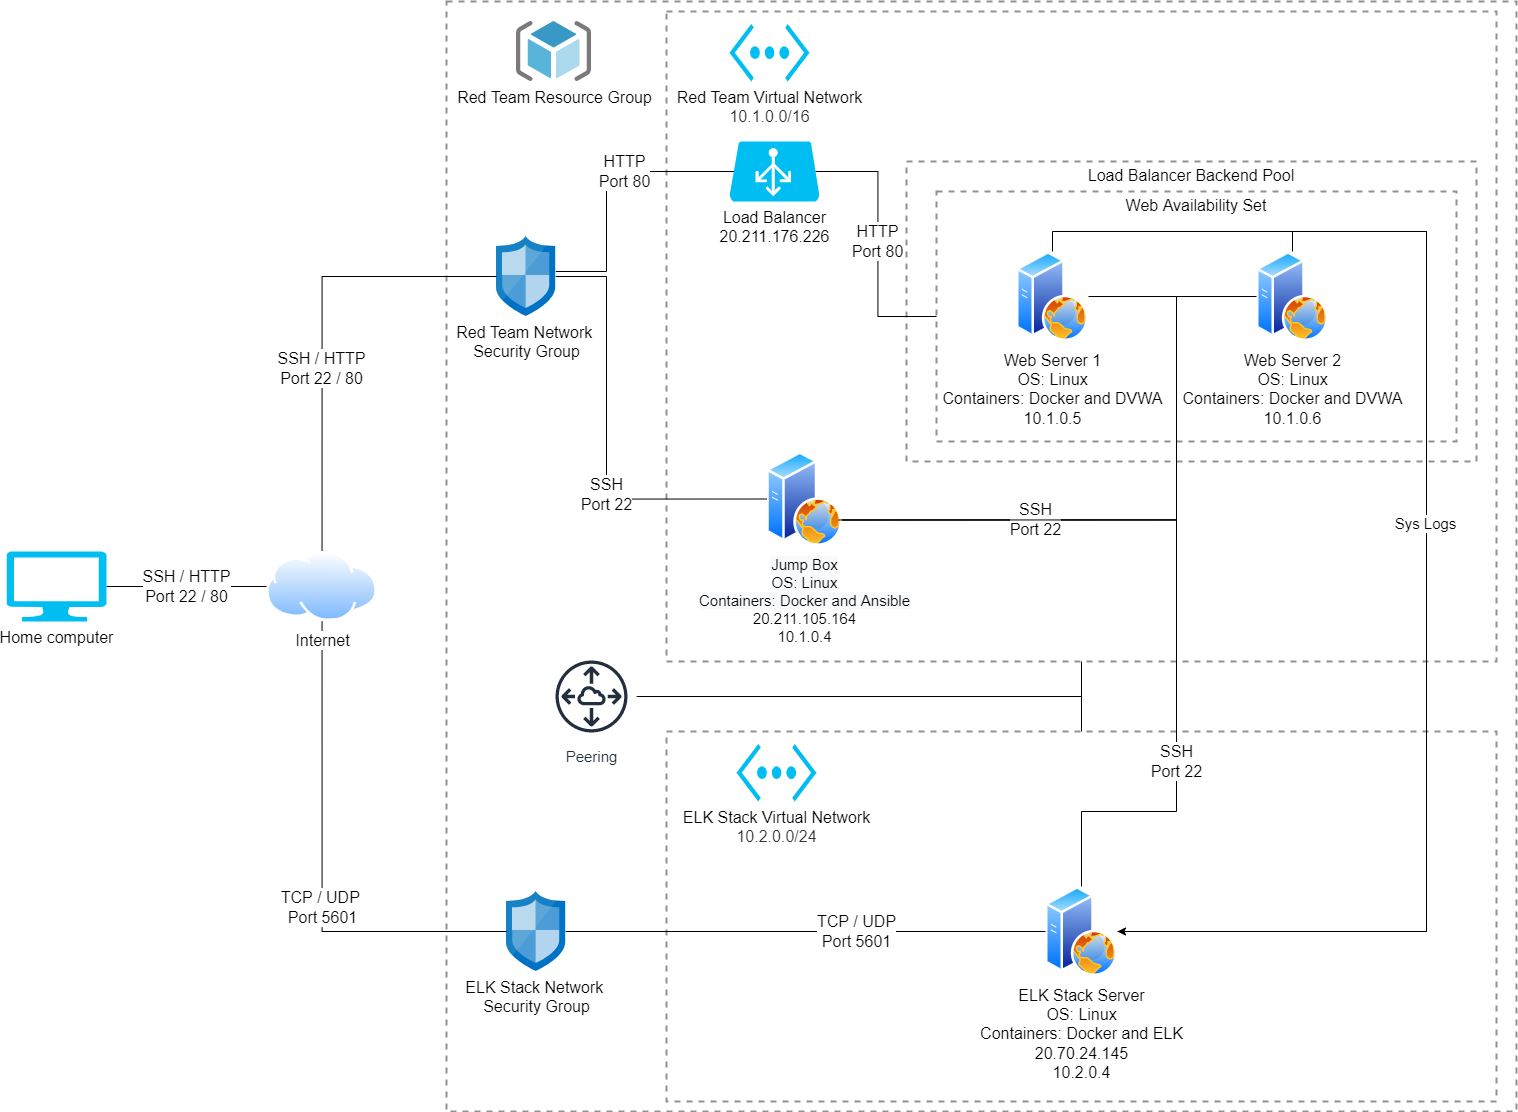 Red Team Resource Group
Red Team Virtual Network
10.1.0.0/16
HTTP
Port 80
Load Balancer
20.211.176.226
HTTP
Port 80
Load Balancer Backend Pool
Web Availability Set
Web Server 1
OS: Linux
Containers: Docker and DVWA
10.1.0.5
Web Server 2
OS: Linux
Containers: Docker and DVWA
10.1.0.6
Red Team Network
Security Group
SSH / HTTP
Port 22 / 80
SSH
Port 22
SSH
Port 22
Sys Logs
Jump Box
OS: Linux
Containers: Docker and Ansible
20.211.105.164
10.1.0.4
SSH / HTTP
Port 22 / 80
Home computer
Internet
Peering
SSH
Port 22
ELK Stack Virtual Network
10.2.0.0/24
TCP / UDP
Port 5601
TCP / UDP
Port 5601
ELK Stack Network
Security Group
ELK Stack Server
OS: Linux
Containers: Docker and ELK
20.70.24.145
10.2.0.4